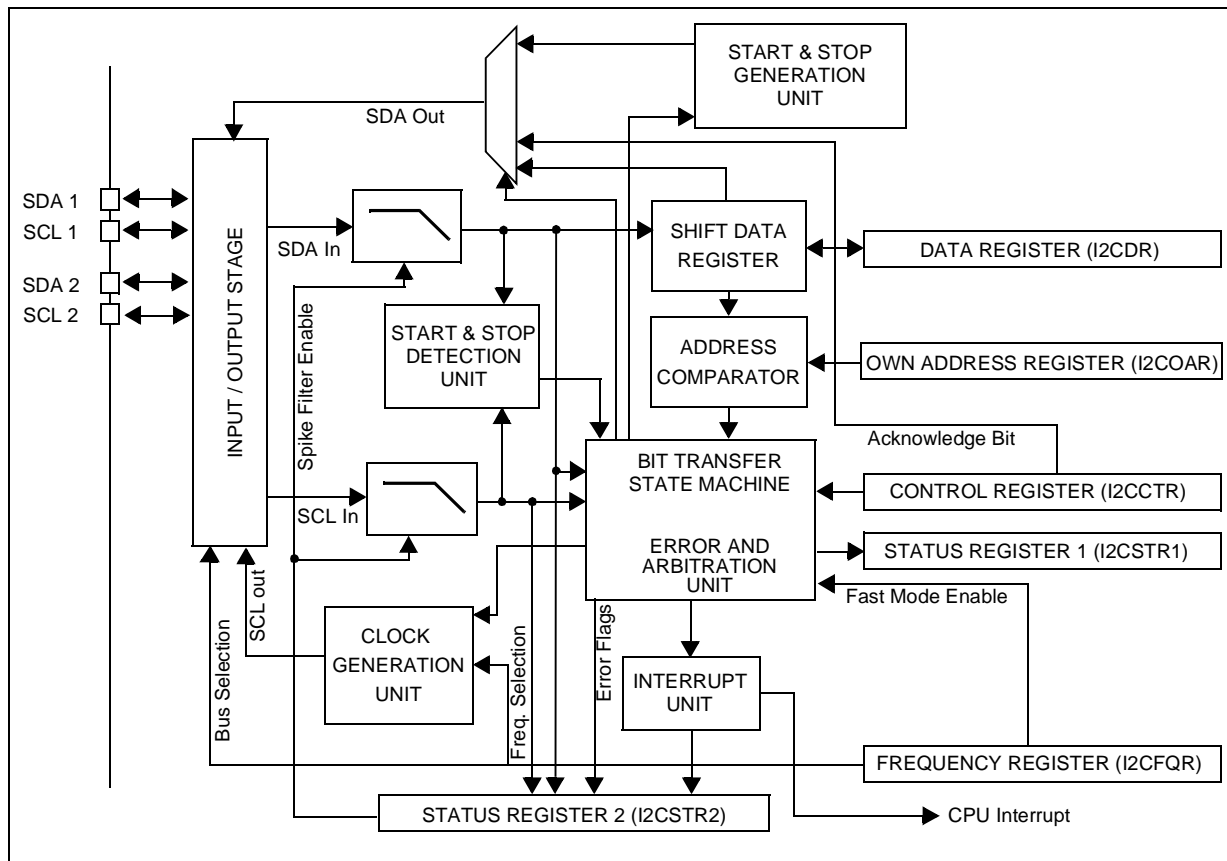 START & STOP
GENERATION
UNIT
SDA Out
SDA 1
SCL 1
SDA 2
SCL 2
INPUT / OUTPUT STAGE
SDA In
SHIFT DATA
REGISTER
DATA REGISTER (I2CDR)
Spike Filter Enable
START & STOP
DETECTION
UNIT
ADDRESS
COMPARATOR
OWN ADDRESS REGISTER (I2COAR)
Acknowledge Bit
SCL In
BIT TRANSFER
STATE MACHINE
CONTROL REGISTER (I2CCTR)
ERROR AND
ARBITRATION
UNIT
STATUS REGISTER 1 (I2CSTR1)
Fast Mode Enable
Bus Selection
SCL out
CLOCK
GENERATION
UNIT
Freq. Selection
Error Flags
INTERRUPT
UNIT
FREQUENCY REGISTER (I2CFQR)
STATUS REGISTER 2 (I2CSTR2)
CPU Interrupt